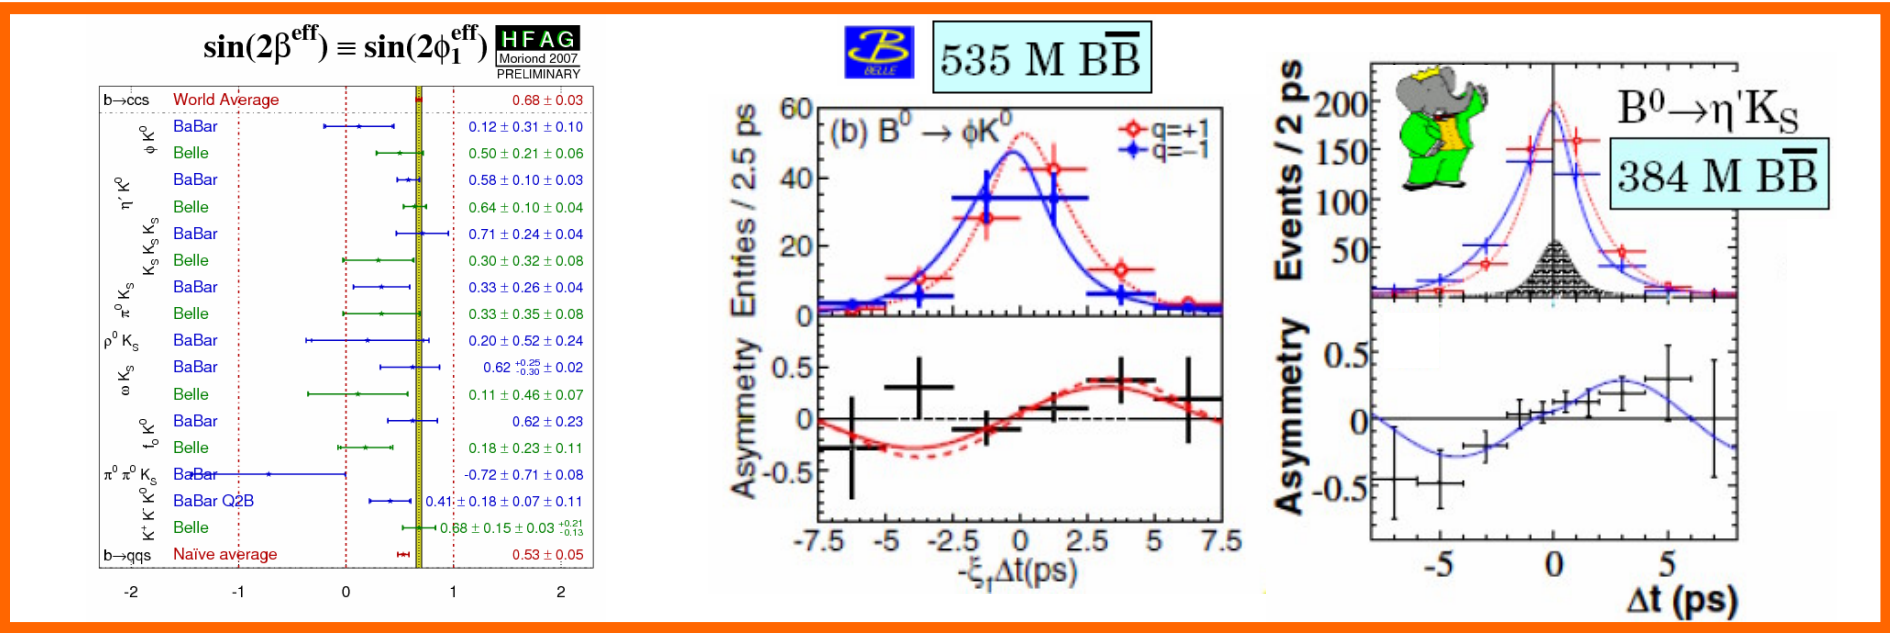 sin(2β^eff) ≡ sin(2ϕ₁^eff)
HFAG
Moriond 2007
PRELIMINARY
b→ccs World Average 0.68 ± 0.03
ϕ K⁰
BaBar 0.12 ± 0.31 ± 0.10
Belle 0.50 ± 0.21 ± 0.06
η′ K⁰
BaBar 0.58 ± 0.10 ± 0.03
Belle 0.64 ± 0.10 ± 0.04
K_S K_S K_S
BaBar 0.71 ± 0.24 ± 0.04
Belle 0.30 ± 0.32 ± 0.08
π⁰ K_S
BaBar 0.33 ± 0.26 ± 0.04
Belle 0.33 ± 0.35 ± 0.08
ρ⁰ K_S BaBar 0.20 ± 0.52 ± 0.24
ω K_S
BaBar 0.62 +0.25 -0.30 ± 0.02
Belle 0.11 ± 0.46 ± 0.07
f₀ K⁰
BaBar 0.62 ± 0.23
Belle 0.18 ± 0.23 ± 0.11
π⁰ π⁰ K_S BaBar -0.72 ± 0.71 ± 0.08
K⁺ K⁻ K⁰
BaBar Q2B 0.41 ± 0.18 ± 0.07 ± 0.11
Belle 0.68 ± 0.15 ± 0.03 +0.21 -0.13
b→qqs Naïve average 0.53 ± 0.05
-2 -1 0 1 2
BELLE
535 M BB̅
(b) B⁰ → ϕK⁰
q=+1
q=−1
Entries / 2.5 ps
60
40
20
0
Asymmetry
0.5
0
-0.5
-7.5 -5 -2.5 0 2.5 5 7.5
-ξ_fΔt(ps)
B⁰→η'K_S
384 M BB̅
Events / 2 ps
200
150
100
50
Asymmetry
0.5
0
-0.5
-5 0 5
Δt (ps)